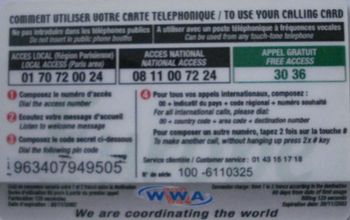 COMMENT UTILISER VOTRE CARTE TELEPHONIQUE / TO USE YOUR CALLING CARD
Ne pas introduire dans les téléphones publics
Do not insert in public phone booths
A utiliser avec un poste téléphonique à fréquences vocales
Can be used from any touch-tone telephone
ACCES LOCAL (Région Parisienne)
LOCAL ACCESS (Paris area)
01 70 72 00 24
ACCES NATIONAL
NATIONAL ACCESS
08 11 00 72 24
APPEL GRATUIT
FREE ACCESS
30 36
1 Composez le numéro d'accès
Dial the access number
2 Ecoutez votre message d'accueil
Listen to welcome message
3 Composez le code secret ci-dessous
Dial the following pin code
963407949505
4 Pour tous vos appels internationaux, composez :
00 + indicatif du pays + code régional + numéro souhaité
For all international calls, please dial:
00 + country code + area code + destination number
Pour composer un autre numéro, tapez 2 fois sur la touche #
To make another call, without hanging up press 2x # key
Service clientèle / Customer service : 01 43 15 17 18
N° 100 -6110325
WWA
We are coordinating the world